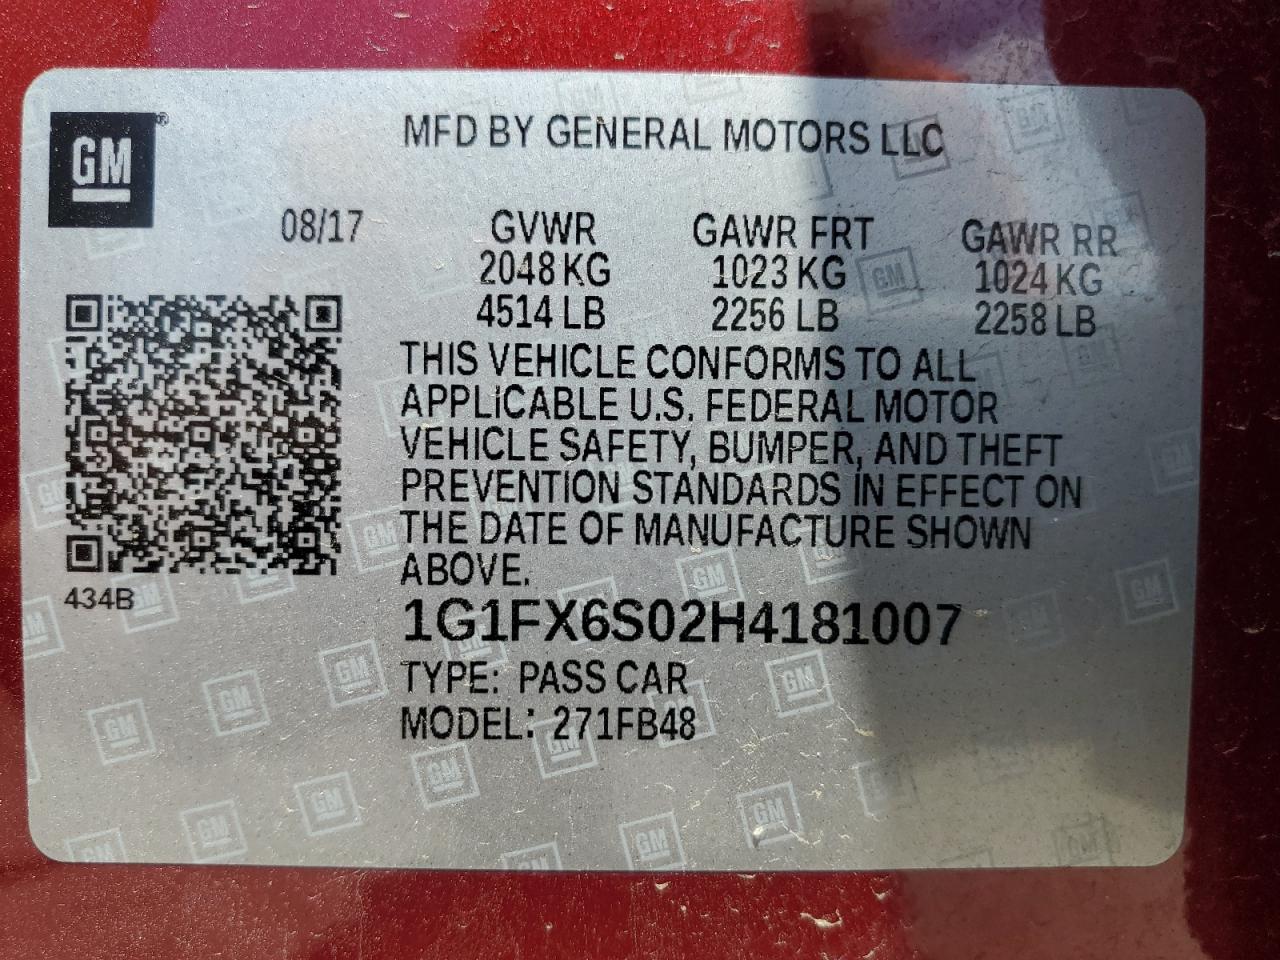 GM
MFD BY GENERAL MOTORS LLC
08/17
GVWR GAWR FRT GAWR RR
2048 KG 1023 KG 1024 KG
4514 LB 2256 LB 2258 LB
THIS VEHICLE CONFORMS TO ALL
APPLICABLE U.S. FEDERAL MOTOR
VEHICLE SAFETY, BUMPER, AND THEFT
PREVENTION STANDARDS IN EFFECT ON
THE DATE OF MANUFACTURE SHOWN
ABOVE.
434B
1G1FX6S02H4181007
TYPE: PASS CAR
MODEL: 271FB48